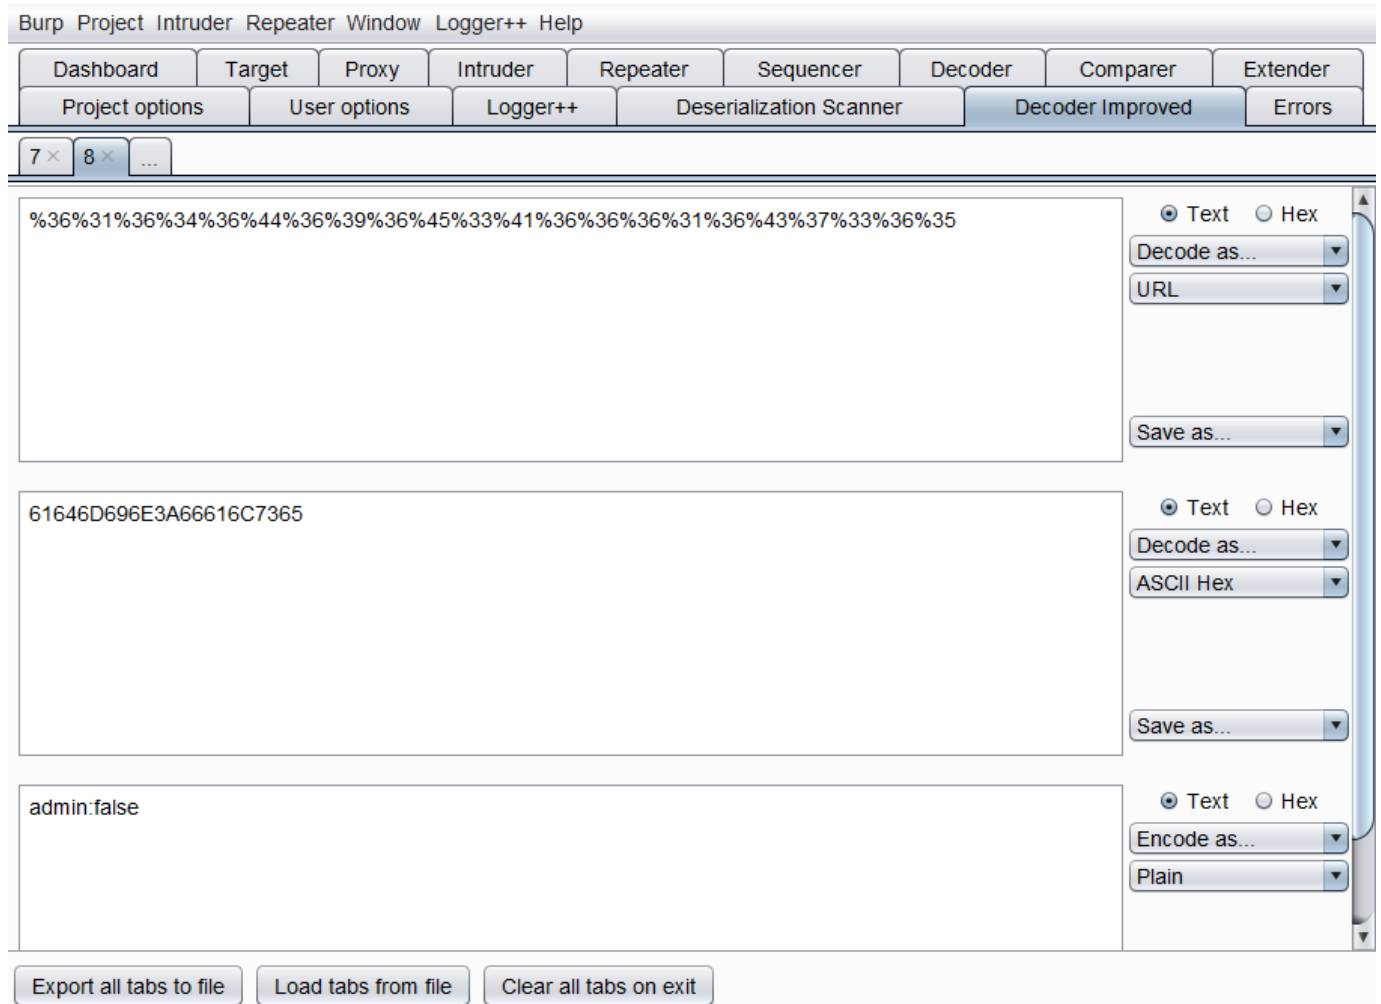 Burp Project Intruder Repeater Window Logger++ Help
Dashboard Target Proxy Intruder Repeater Sequencer Decoder Comparer Extender
Project options User options Logger++ Deserialization Scanner Decoder Improved Errors
7 × 8 × ...
%36%31%36%34%36%44%36%39%36%45%33%41%36%36%36%31%36%43%37%33%36%35
Text Hex
Decode as...
URL
Save as...
61646D696E3A66616C7365
Text Hex
Decode as...
ASCII Hex
Save as...
admin:false
Text Hex
Encode as...
Plain
Export all tabs to file Load tabs from file Clear all tabs on exit